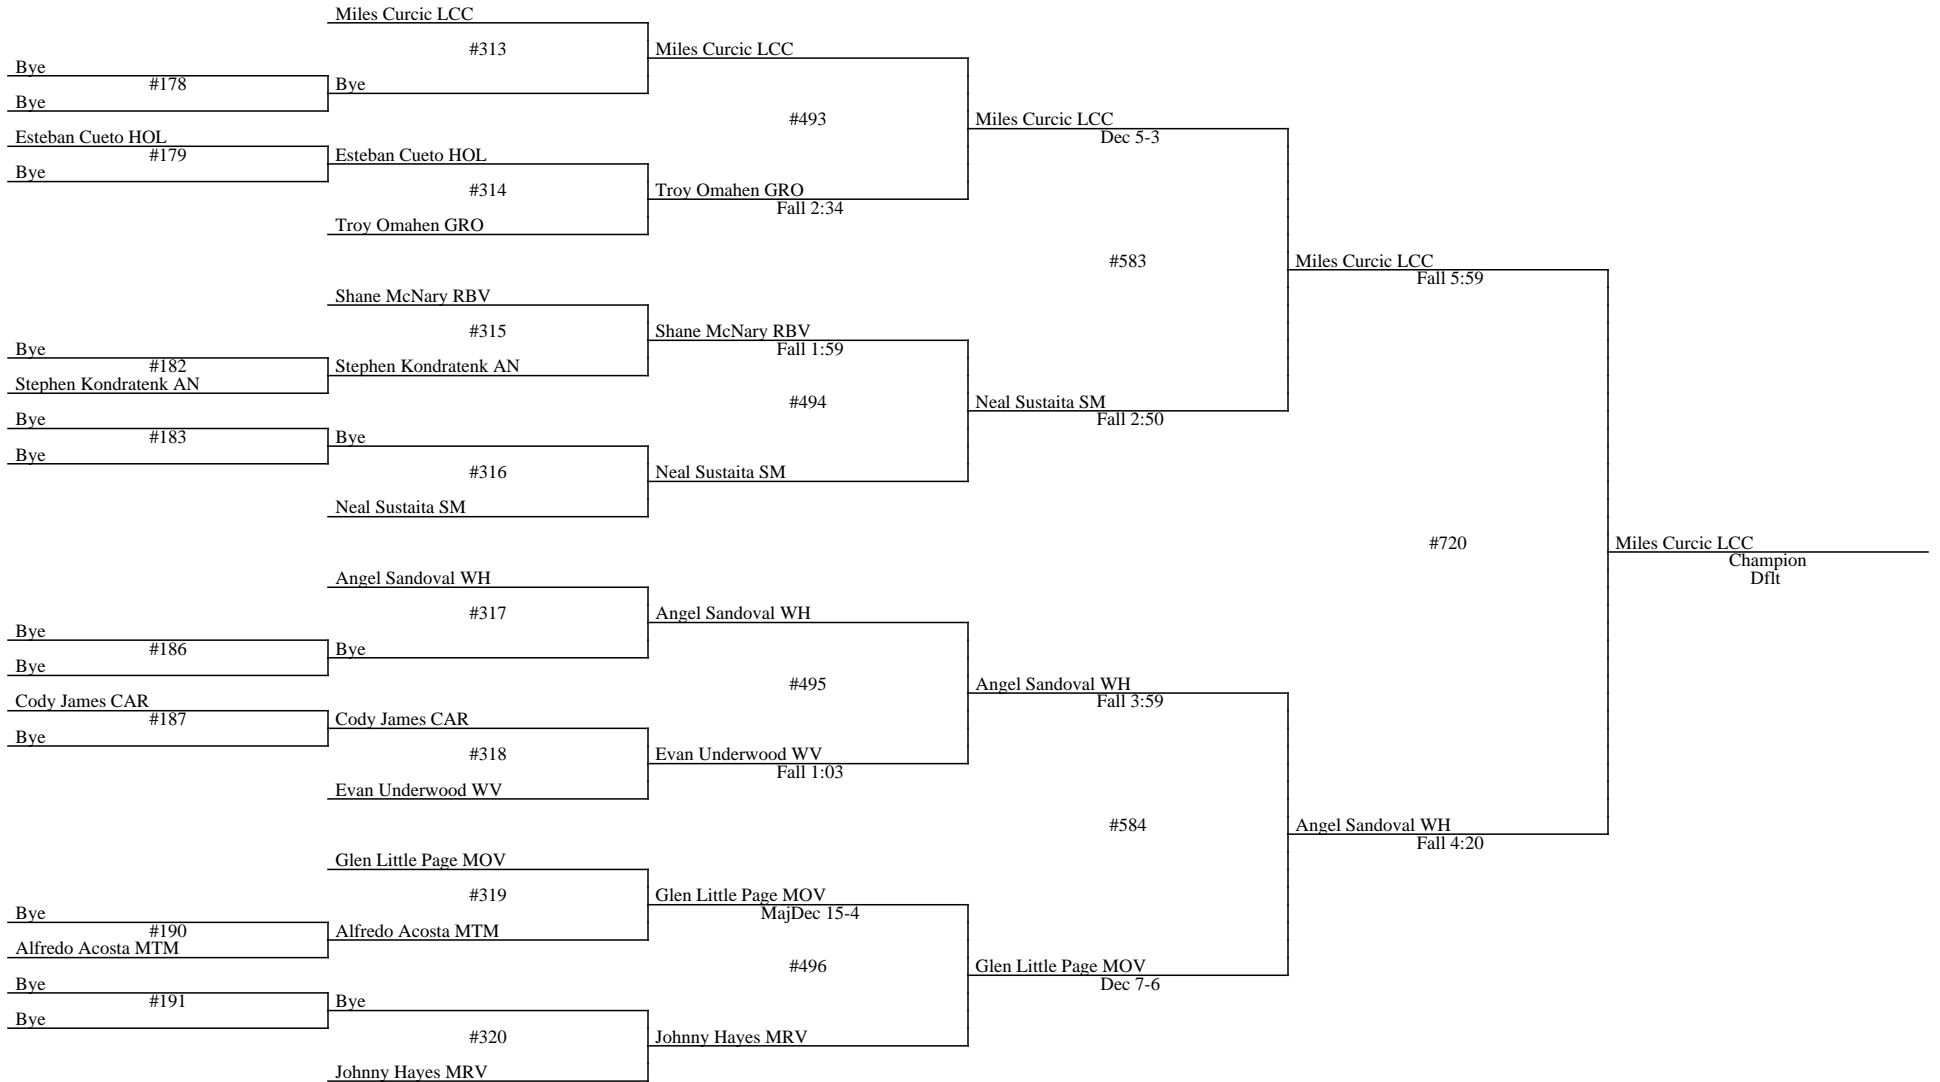 Miles Curcic LCC
#313
Miles Curcic LCC
Bye
#178
Bye
Bye
Esteban Cueto HOL
#179
Bye
Esteban Cueto HOL
#314
Troy Omahen GRO
Troy Omahen GRO
Fall 2:34
#493
Miles Curcic LCC
Dec 5-3
Shane McNary RBV
#315
Shane McNary RBV
Fall 1:59
Bye
#182
Stephen Kondratenk AN
Stephen Kondratenk AN
#494
Bye
#183
Bye
Bye
#316
Neal Sustaita SM
Neal Sustaita SM
Neal Sustaita SM
Fall 2:50
#583
Miles Curcic LCC
Fall 5:59
#720
Miles Curcic LCC
Champion
Dflt
Angel Sandoval WH
#317
Angel Sandoval WH
Bye
#186
Bye
Bye
Cody James CAR
#187
Bye
Cody James CAR
#318
Evan Underwood WV
Evan Underwood WV
Fall 1:03
#495
Angel Sandoval WH
Fall 3:59
#584
Angel Sandoval WH
Fall 4:20
Glen Little Page MOV
#319
Glen Little Page MOV
MajDec 15-4
Bye
#190
Alfredo Acosta MTM
Alfredo Acosta MTM
#496
Glen Little Page MOV
Dec 7-6
Bye
#191
Bye
Bye
#320
Johnny Hayes MRV
Johnny Hayes MRV